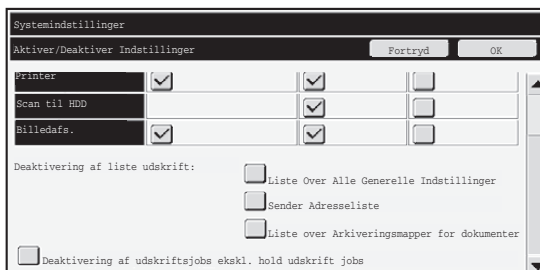 Systemindstillinger
Aktiver/Deaktiver Indstillinger Fortryd OK
Printer
Scan til HDD
Billedafs.
Deaktivering af liste udskrift:
Liste Over Alle Generelle Indstillinger
Sender Adresseliste
Liste over Arkiveringsmapper for dokumenter
Deaktivering af udskriftsjobs ekskl. hold udskrift jobs